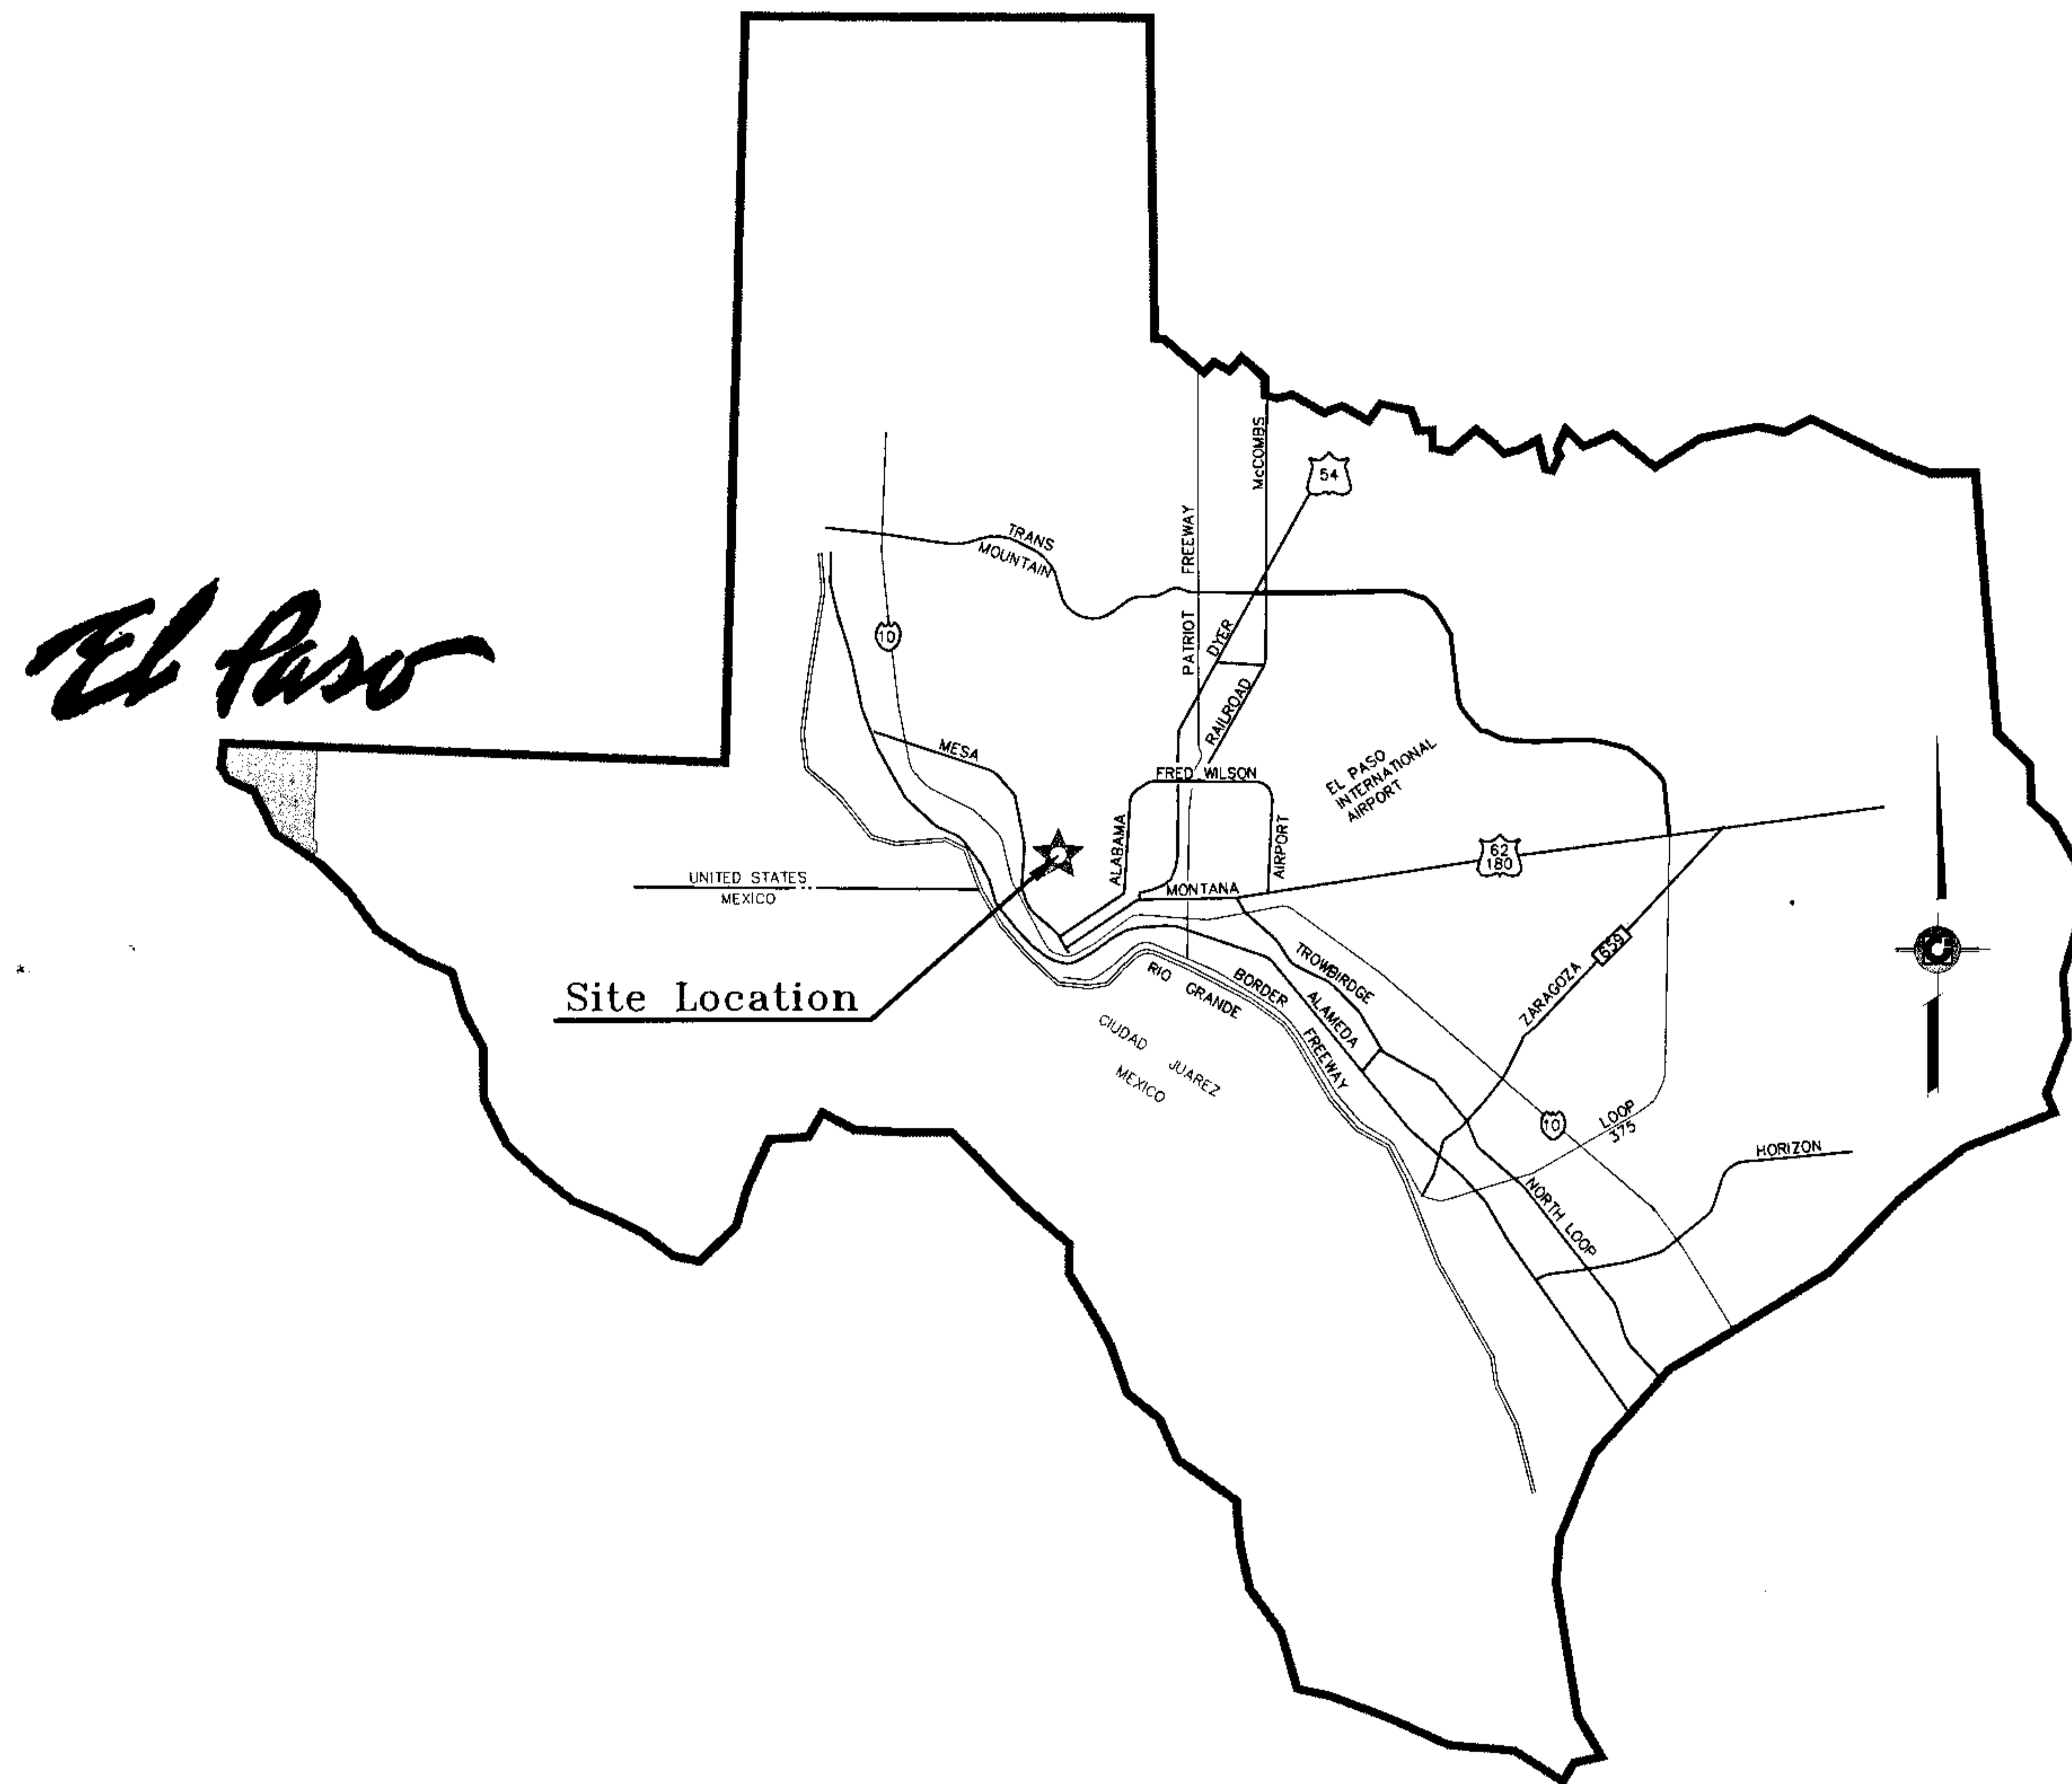 El Paso
McCOMBS
54
TRANS
MOUNTAIN
PATRIOT FREEWAY
DYER
RAILROAD
10
MESA
FRED WILSON
EL PASO
INTERNATIONAL
AIRPORT
ALABAMA
AIRPORT
62
180
UNITED STATES
MEXICO
MONTANA
Site Location
TROWBIRDGE
ZARAGOZA
659
RIO GRANDE
BORDER FREEWAY
ALAMEDA
CIUDAD JUAREZ
MEXICO
10
LOOP
375
HORIZON
NORTH LOOP